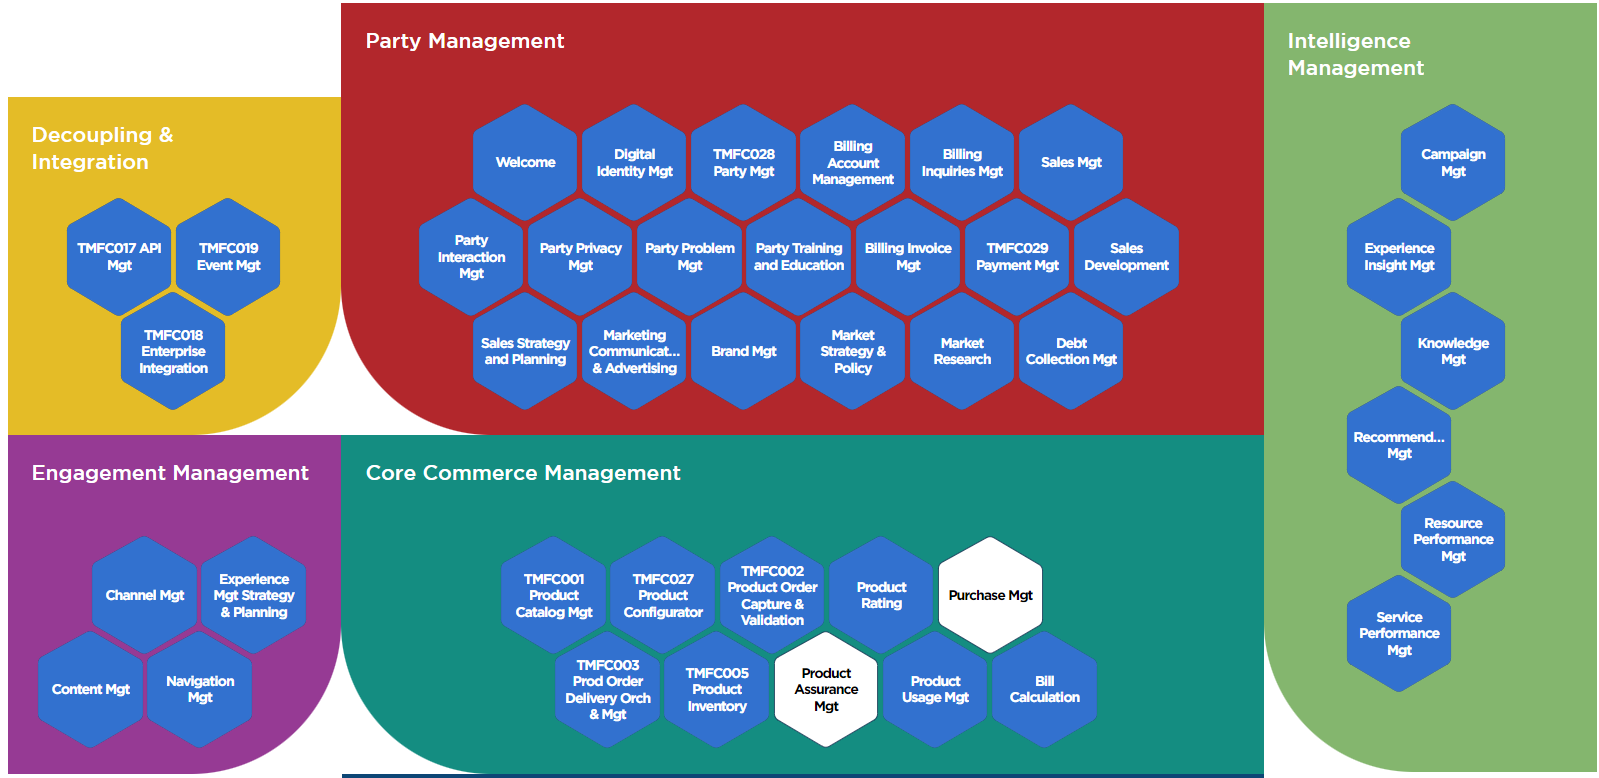 Party Management
Intelligence
Management
Decoupling &
Integration
Welcome
Digital
Identity Mgt
TMFC028
Party Mgt
Billing
Account
Management
Billing
Inquiries Mgt
Sales Mgt
Campaign
Mgt
TMFC017 API
Mgt
TMFC019
Event Mgt
Party
Interaction
Mgt
Party Privacy
Mgt
Party Problem
Mgt
Party Training
and Education
Billing Invoice
Mgt
TMFC029
Payment Mgt
Sales
Development
Experience
Insight Mgt
TMFC018
Enterprise
Integration
Sales Strategy
and Planning
Marketing
Communicat...
& Advertising
Brand Mgt
Market
Strategy &
Policy
Market
Research
Debt
Collection Mgt
Knowledge
Mgt
Recommend...
Mgt
Engagement Management
Core Commerce Management
Channel Mgt
Experience
Mgt Strategy
& Planning
TMFC001
Product
Catalog Mgt
TMFC027
Product
Configurator
TMFC002
Product Order
Capture &
Validation
Product
Rating
Purchase Mgt
Resource
Performance
Mgt
Content Mgt
Navigation
Mgt
TMFC003
Prod Order
Delivery Orch
& Mgt
TMFC005
Product
Inventory
Product
Assurance
Mgt
Product
Usage Mgt
Bill
Calculation
Service
Performance
Mgt